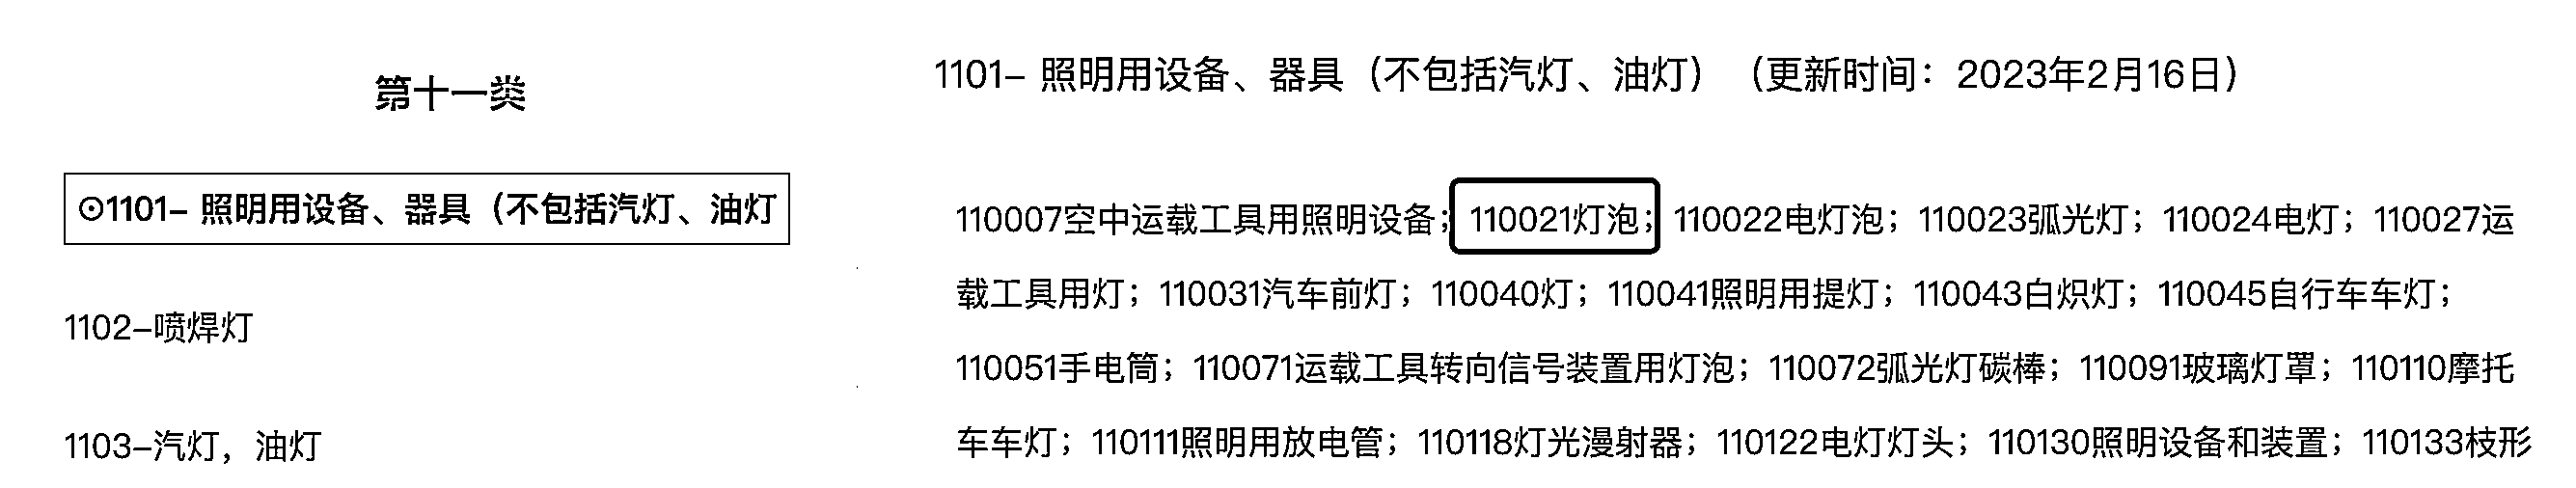 第十一类
⊙1101– 照明用设备、器具（不包括汽灯、油灯
1102–喷焊灯
1103–汽灯，油灯
1101– 照明用设备、器具（不包括汽灯、油灯）（更新时间：2023年2月16日）
110007空中运载工具用照明设备；110021灯泡；110022电灯泡；110023弧光灯；110024电灯；110027运
载工具用灯；110031汽车前灯；110040灯；110041照明用提灯；110043白炽灯；110045自行车车灯；
110051手电筒；110071运载工具转向信号装置用灯泡；110072弧光灯碳棒；110091玻璃灯罩；110110摩托
车车灯；110111照明用放电管；110118灯光漫射器；110122电灯灯头；110130照明设备和装置；110133枝形